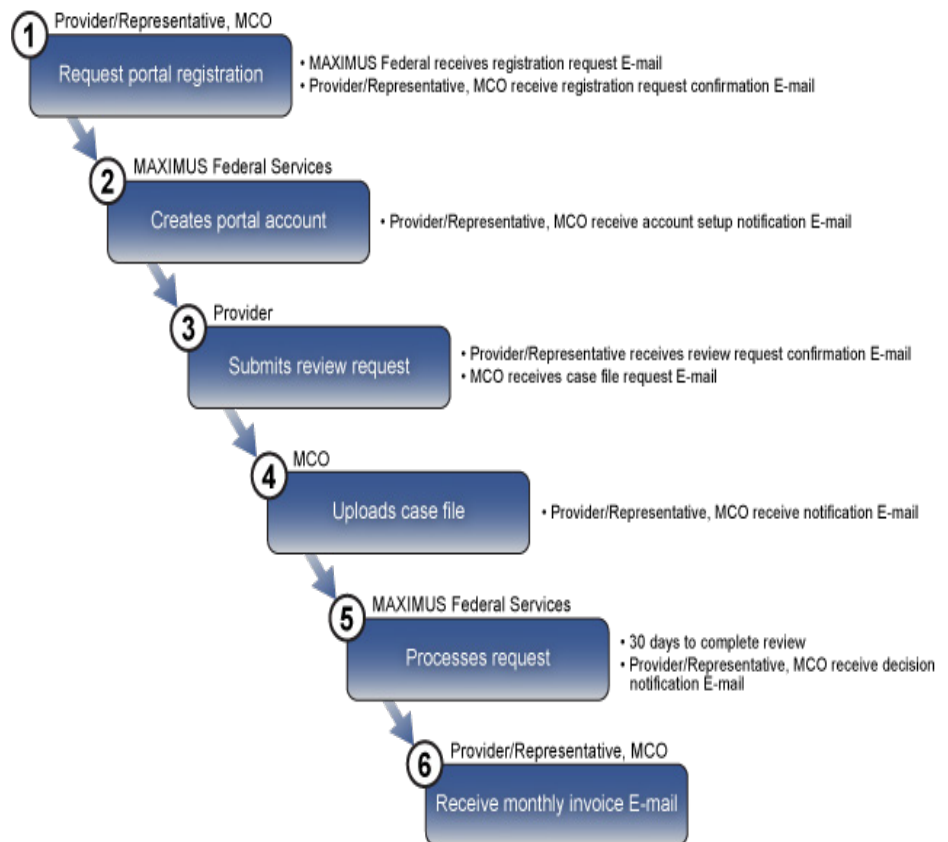 Provider/Representative, MCO
1
Request portal registration
• MAXIMUS Federal receives registration request E-mail
• Provider/Representative, MCO receive registration request confirmation E-mail
MAXIMUS Federal Services
2
Creates portal account
• Provider/Representative, MCO receive account setup notification E-mail
Provider
3
Submits review request
• Provider/Representative receives review request confirmation E-mail
• MCO receives case file request E-mail
MCO
4
Uploads case file
• Provider/Representative, MCO receive notification E-mail
MAXIMUS Federal Services
5
Processes request
• 30 days to complete review
• Provider/Representative, MCO receive decision
notification E-mail
Provider/Representative, MCO
6
Receive monthly invoice E-mail